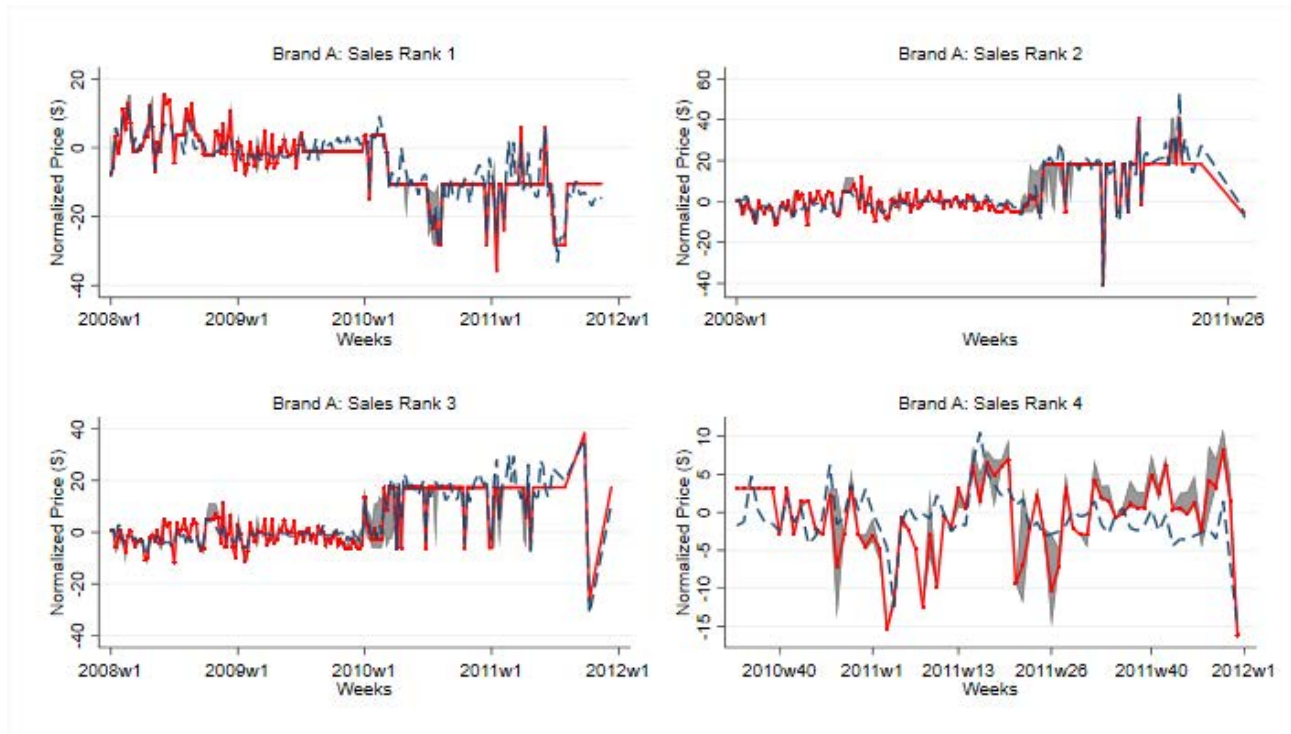 Brand A: Sales Rank 1
Normalized Price ($)
20
0
-20
-40
2008w1 2009w1 2010w1 2011w1 2012w1
Weeks
Brand A: Sales Rank 2
Normalized Price ($)
60
40
20
0
-20
-40
2008w1 2011w26
Weeks
Brand A: Sales Rank 3
Normalized Price ($)
40
20
0
20
-40
2008w1 2009w1 2010w1 2011w1 2012w1
Weeks
Brand A: Sales Rank 4
Normalized Price ($)
10
5
0
-5
-10
-15
2010w40 2011w1 2011w13 2011w26 2011w40 2012w1
Weeks